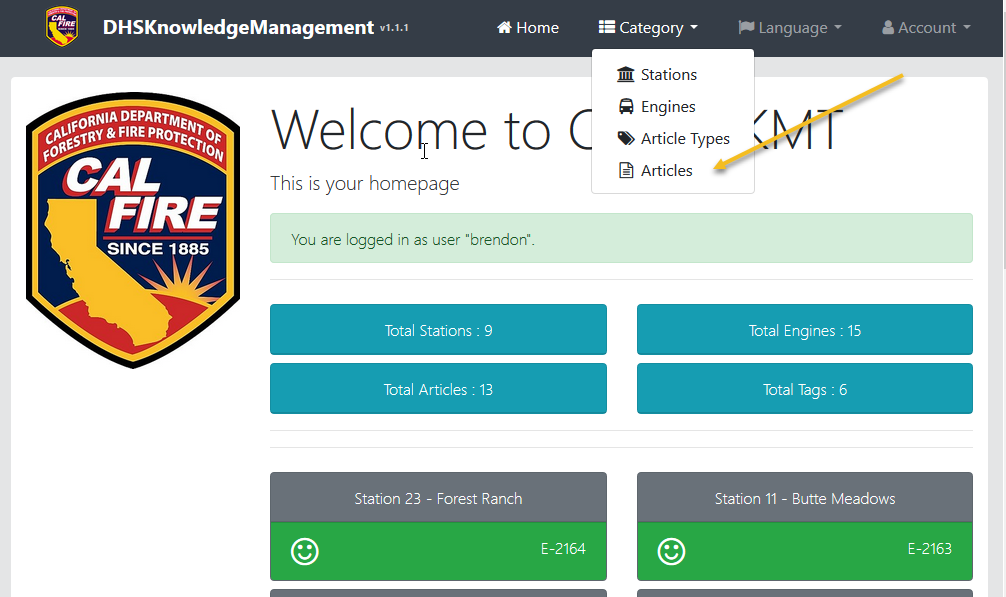 CAL
FIRE
DHSKnowledgeManagement v1.1.1
Home
Category
Language
Account
Stations
Engines
Article Types
Articles
CALIFORNIA DEPARTMENT OF
FORESTRY & FIRE PROTECTION
CAL
FIRE
SINCE 1885
Welcome to C KMT
This is your homepage
You are logged in as user "brendon".
Total Stations : 9
Total Engines : 15
Total Articles : 13
Total Tags : 6
Station 23 - Forest Ranch
Station 11 - Butte Meadows
E-2164
E-2163